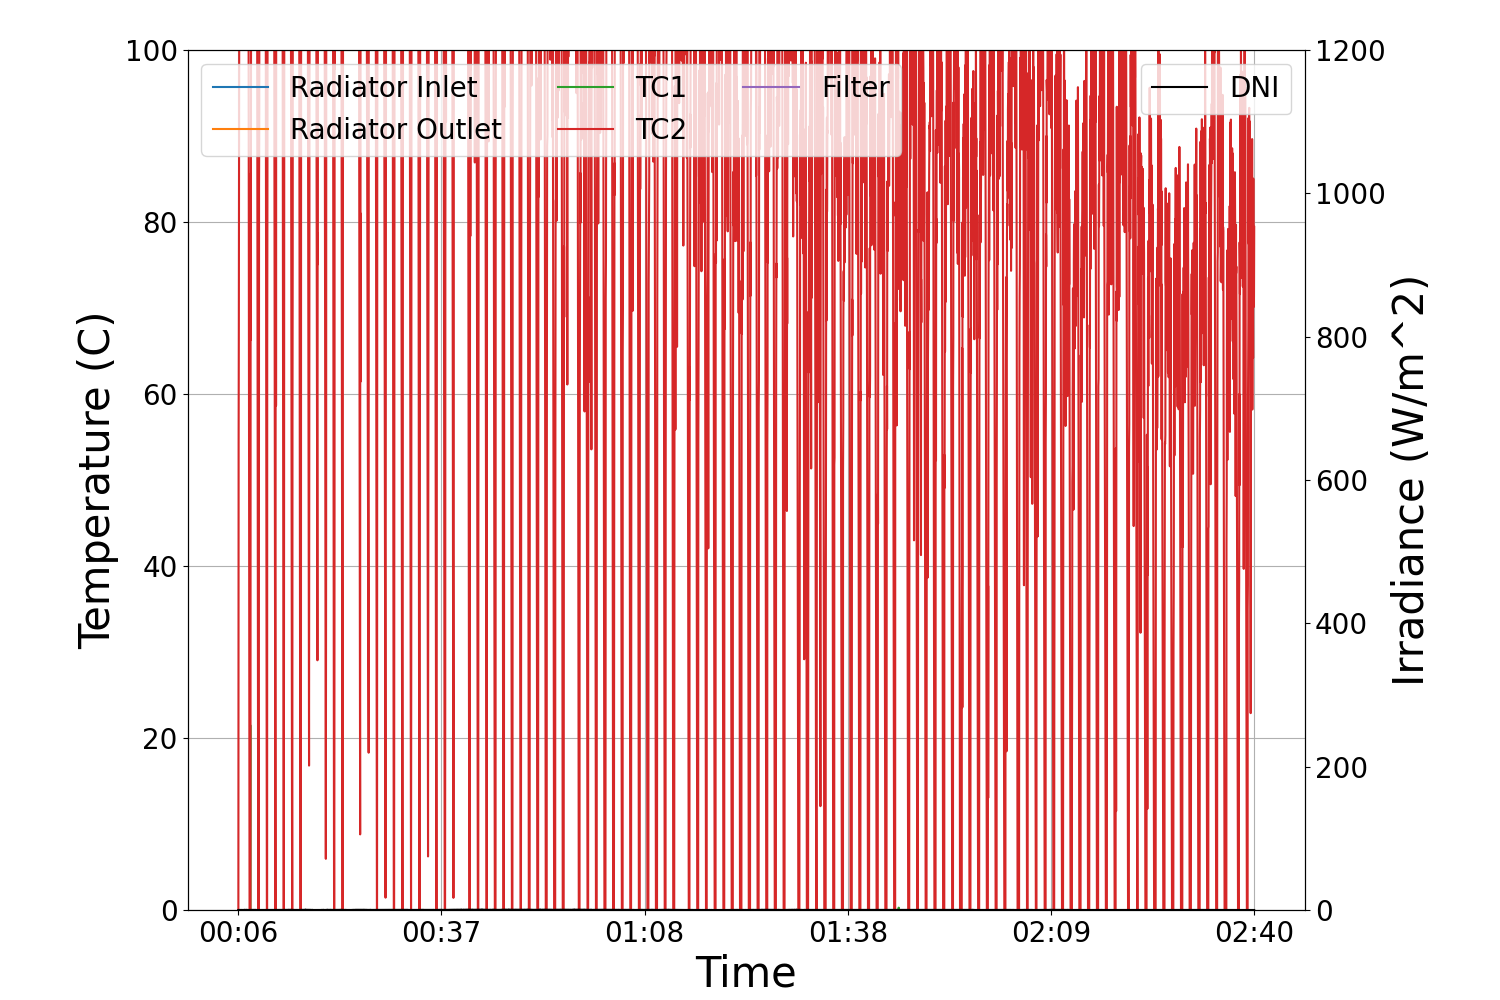 Radiator Inlet
Radiator Outlet
TC1
TC2
Filter
DNI
100
80
60
40
20
0
Temperature (C)
1200
1000
800
600
400
200
0
Irradiance (W/m^2)
00:06 00:37 01:08 01:38 02:09 02:40
Time